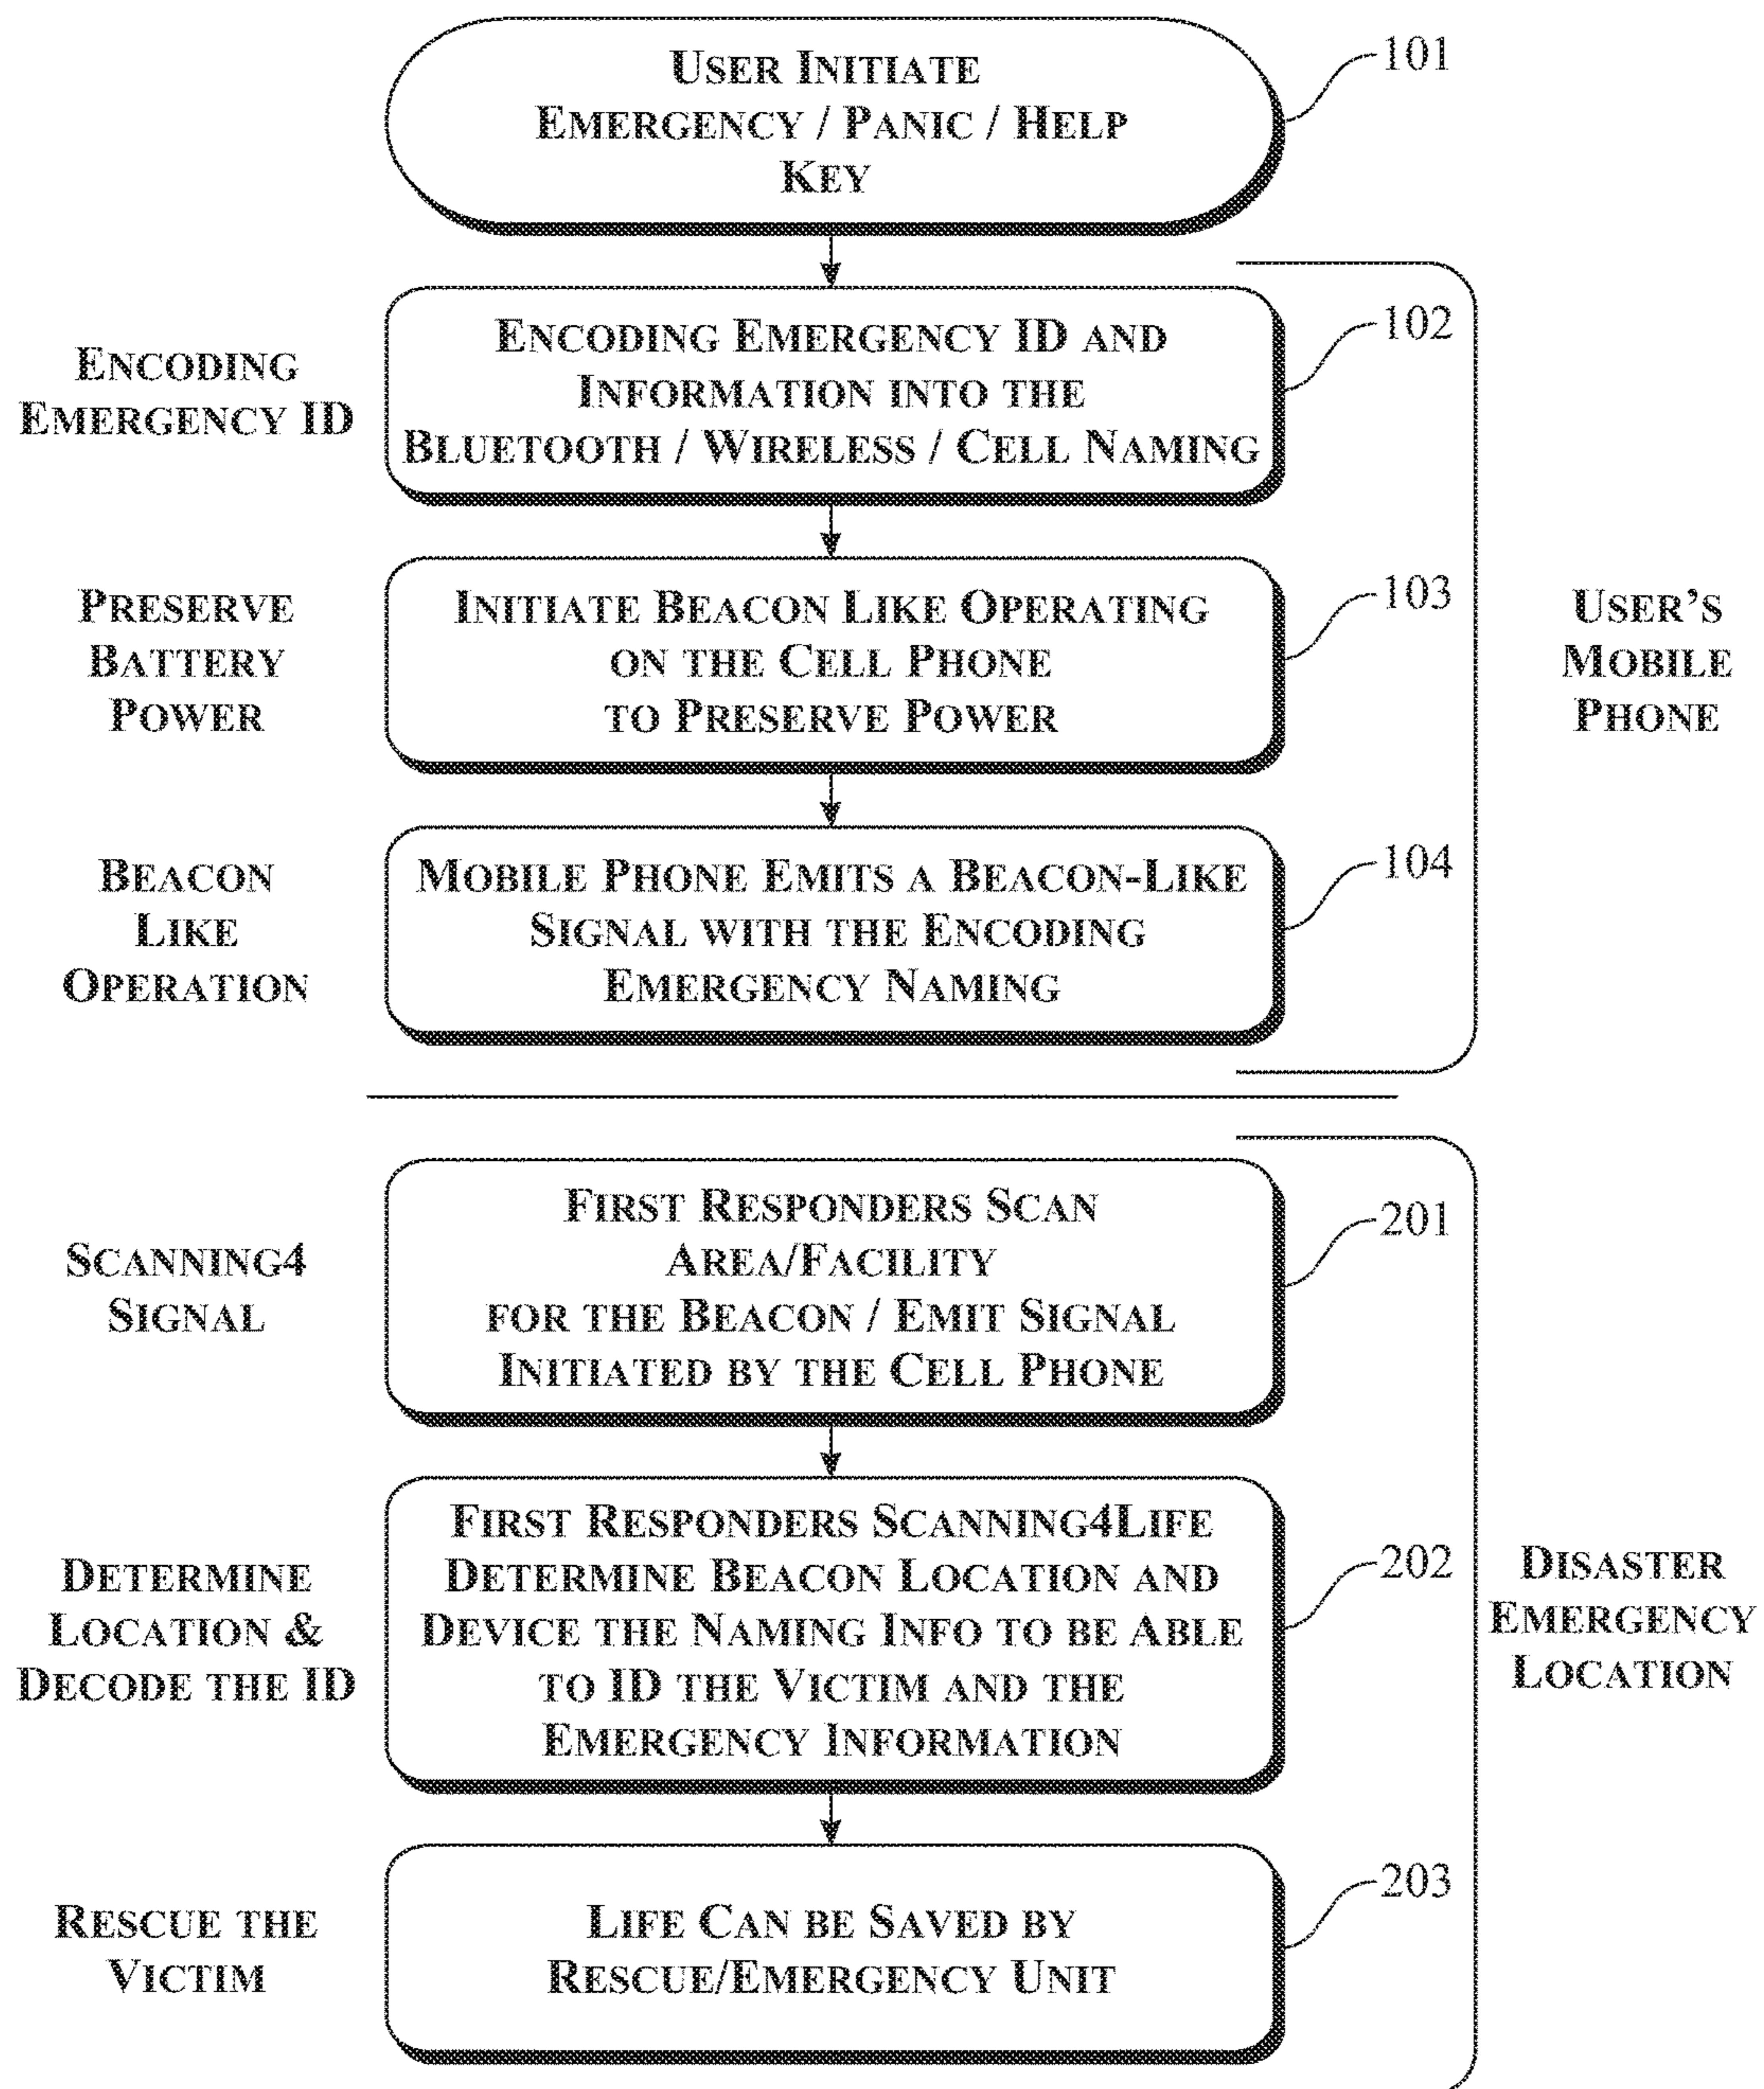 User Initiate
Emergency / Panic / Help
Key
101
Encoding
Emergency ID
Encoding Emergency ID and
Information into the
Bluetooth / Wireless / Cell Naming
102
Preserve
Battery
Power
Initiate Beacon Like Operating
on the Cell Phone
to Preserve Power
103
User's
Mobile
Phone
Beacon
Like
Operation
Mobile Phone Emits a Beacon-Like
Signal with the Encoding
Emergency Naming
104
Scanning4
Signal
First Responders Scan
Area/Facility
for the Beacon / Emit Signal
Initiated by the Cell Phone
201
Determine
Location &
Decode the ID
First Responders Scanning4Life
Determine Beacon Location and
Device the Naming Info to be Able
to ID the Victim and the
Emergency Information
202
Disaster
Emergency
Location
Rescue the
Victim
Life Can be Saved by
Rescue/Emergency Unit
203